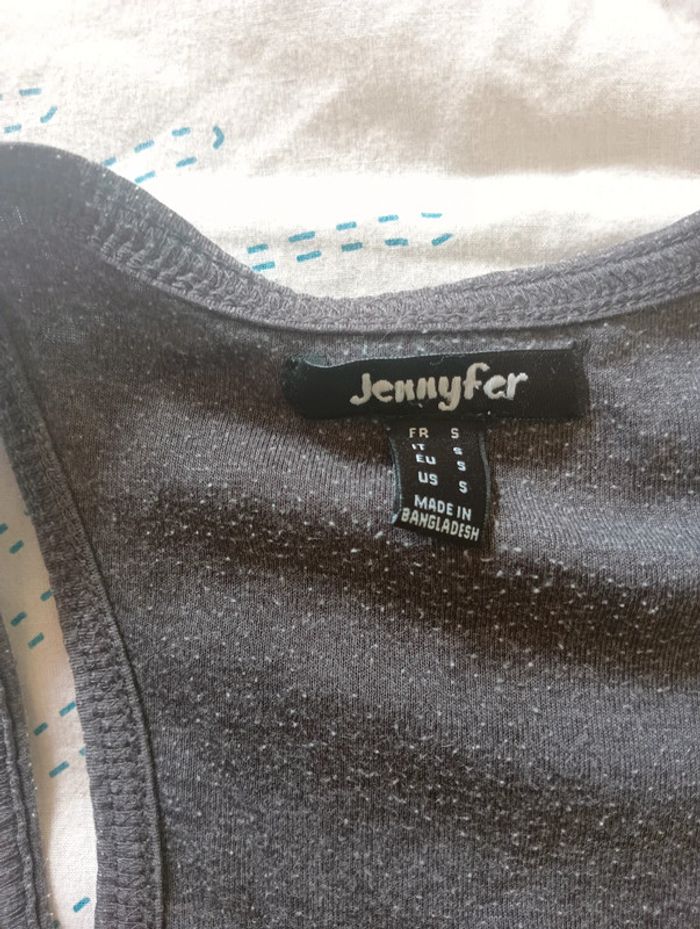 Jennyfer
FR S
IT S
EU S
US S
MADE IN
BANGLADESH